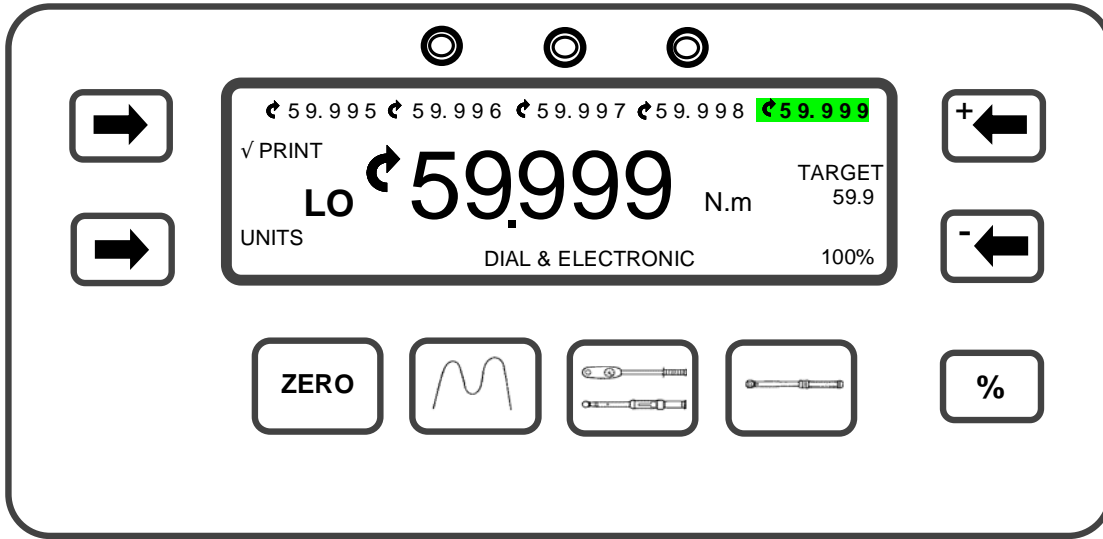 59.995 59.996 59.997 59.998 59.999
√ PRINT
TARGET
LO 59.999 N.m 59.9
UNITS
DIAL & ELECTRONIC 100%
+
-
ZERO
%